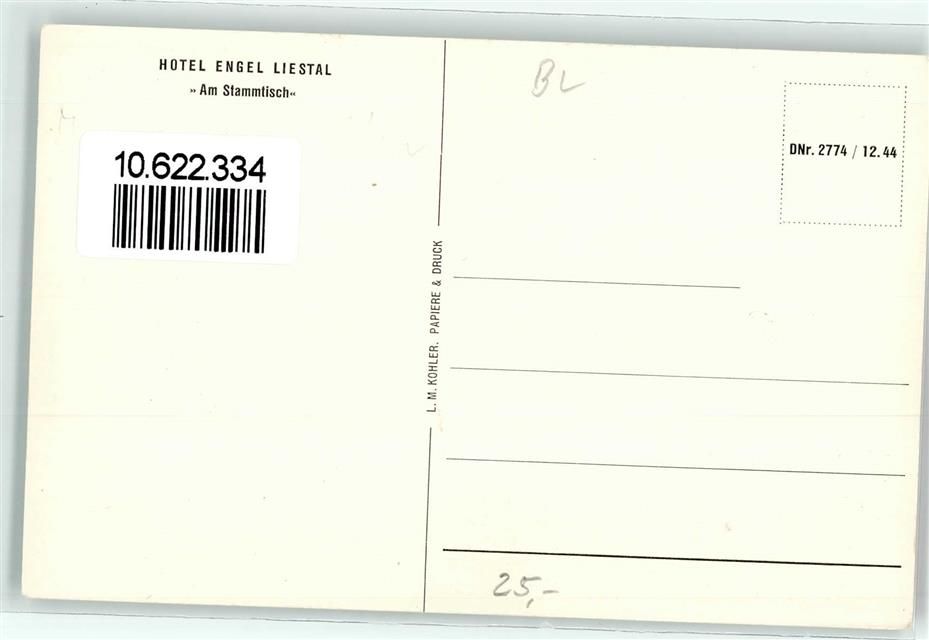 HOTEL ENGEL LIESTAL
»Am Stammtisch«
10.622.334
L. M. KOHLER. PAPIERE & DRUCK
BL
DNr. 2774 / 12.44
25,-